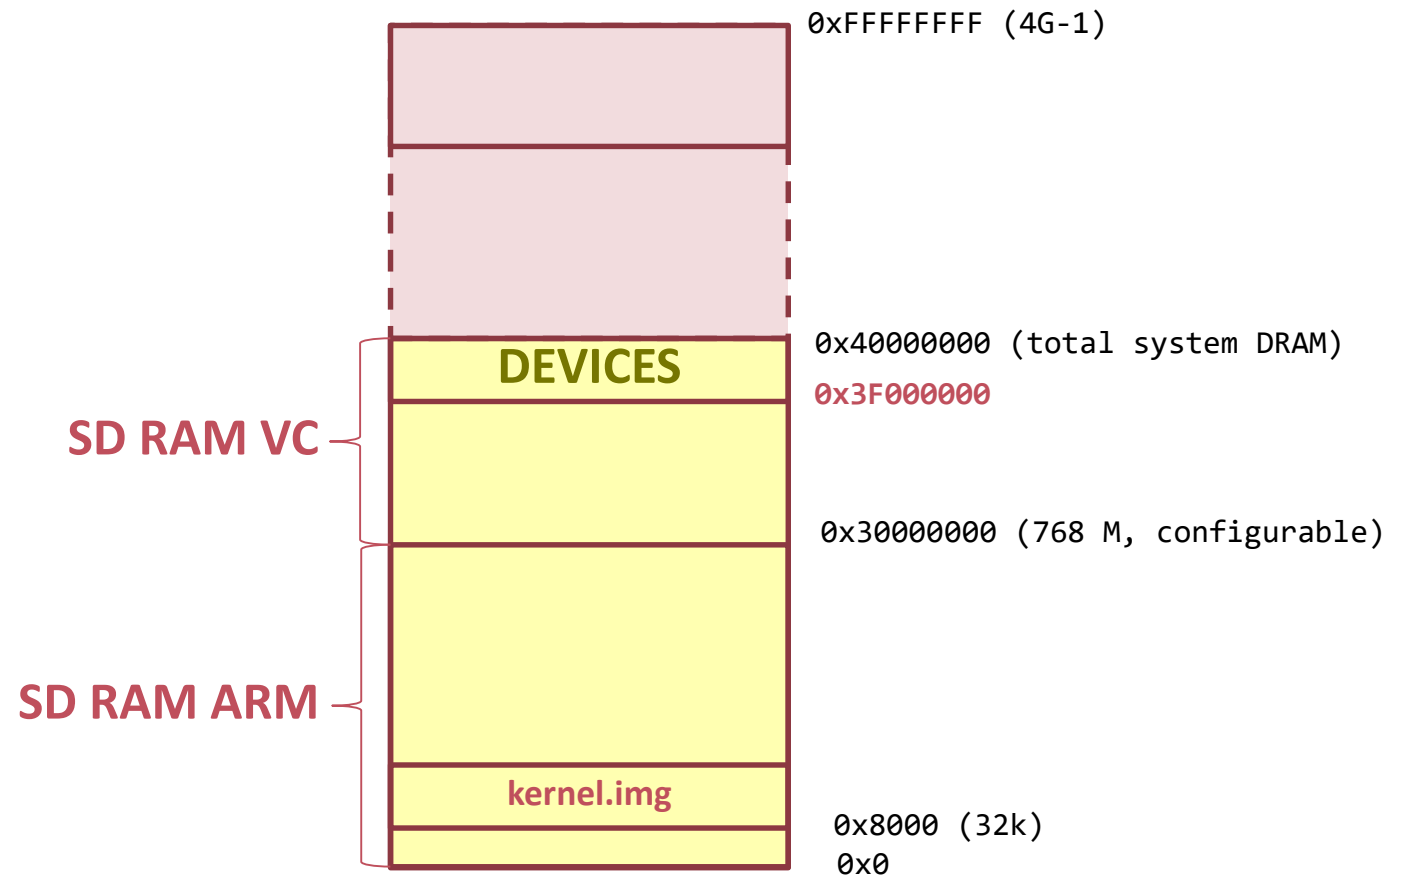 0xFFFFFFFF (4G-1)
0x40000000 (total system DRAM)
DEVICES
0x3F000000
SD RAM VC
0x30000000 (768 M, configurable)
SD RAM ARM
kernel.img
0x8000 (32k)
0x0